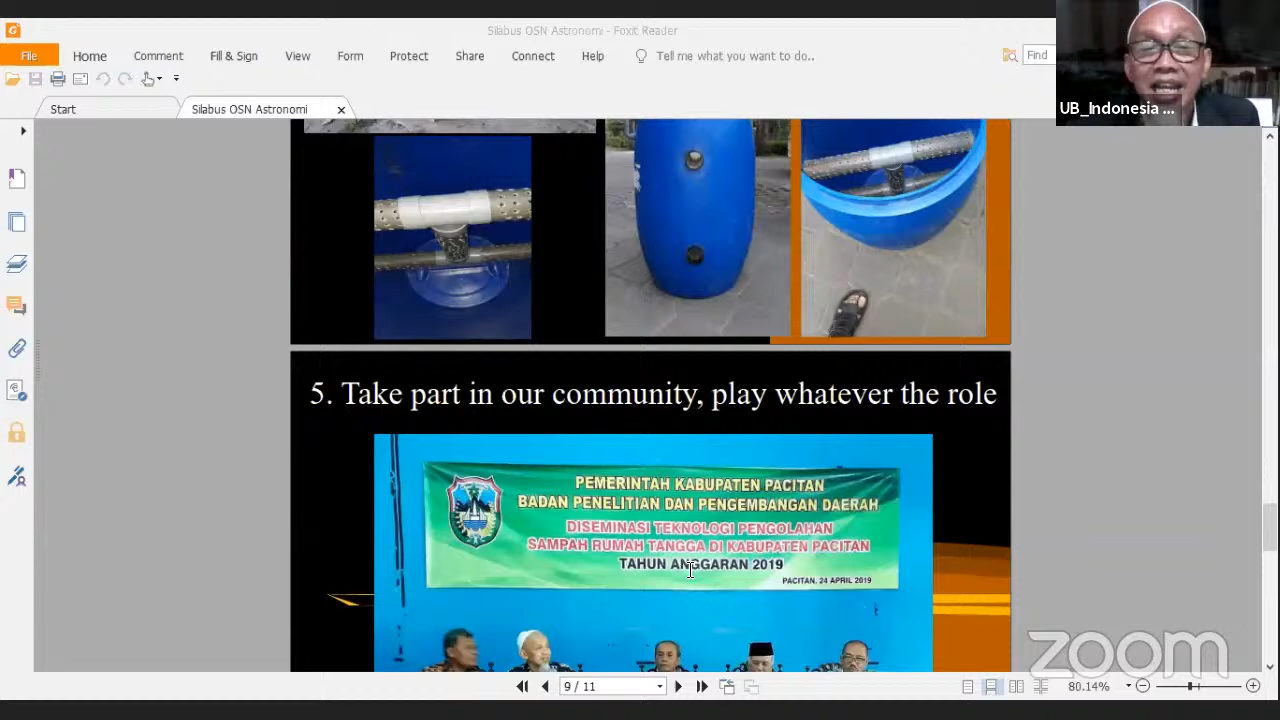 Silabus OSN Astronomi - Foxit Reader
File Home Comment Fill & Sign View Form Protect Share Connect Help Tell me what you want to do.. Find
Start Silabus OSN Astronomi
UB_Indonesia ...
5. Take part in our community, play whatever the role
PEMERINTAH KABUPATEN PACITAN
BADAN PENELITIAN DAN PENGEMBANGAN DAERAH
DISEMINASI TEKNOLOGI PENGOLAHAN
SAMPAH RUMAH TANGGA DI KABUPATEN PACITAN
TAHUN ANGGARAN 2019
PACITAN, 24 APRIL 2019
zoom
9 / 11
80.14%